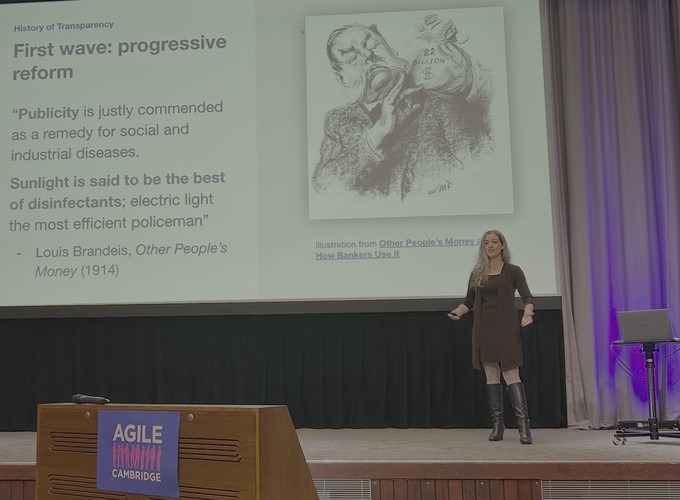 History of Transparency
First wave: progressive
reform
“Publicity is justly commended
as a remedy for social and
industrial diseases.
Sunlight is said to be the best
of disinfectants; electric light
the most efficient policeman”
- Louis Brandeis, Other People’s
Money (1914)
22
BILLION
$
Illustration from Other People’s Money
How Bankers Use it
AGILE
CAMBRIDGE